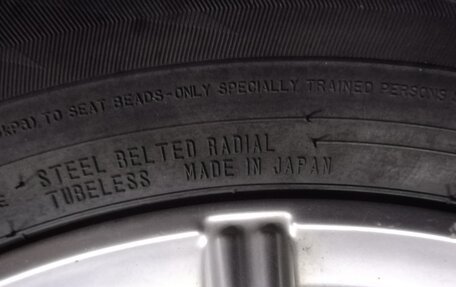 kPa) TO SEAT BEADS-ONLY SPECIALLY TRAINED PERSONS
STEEL BELTED RADIAL
TUBELESS MADE IN JAPAN